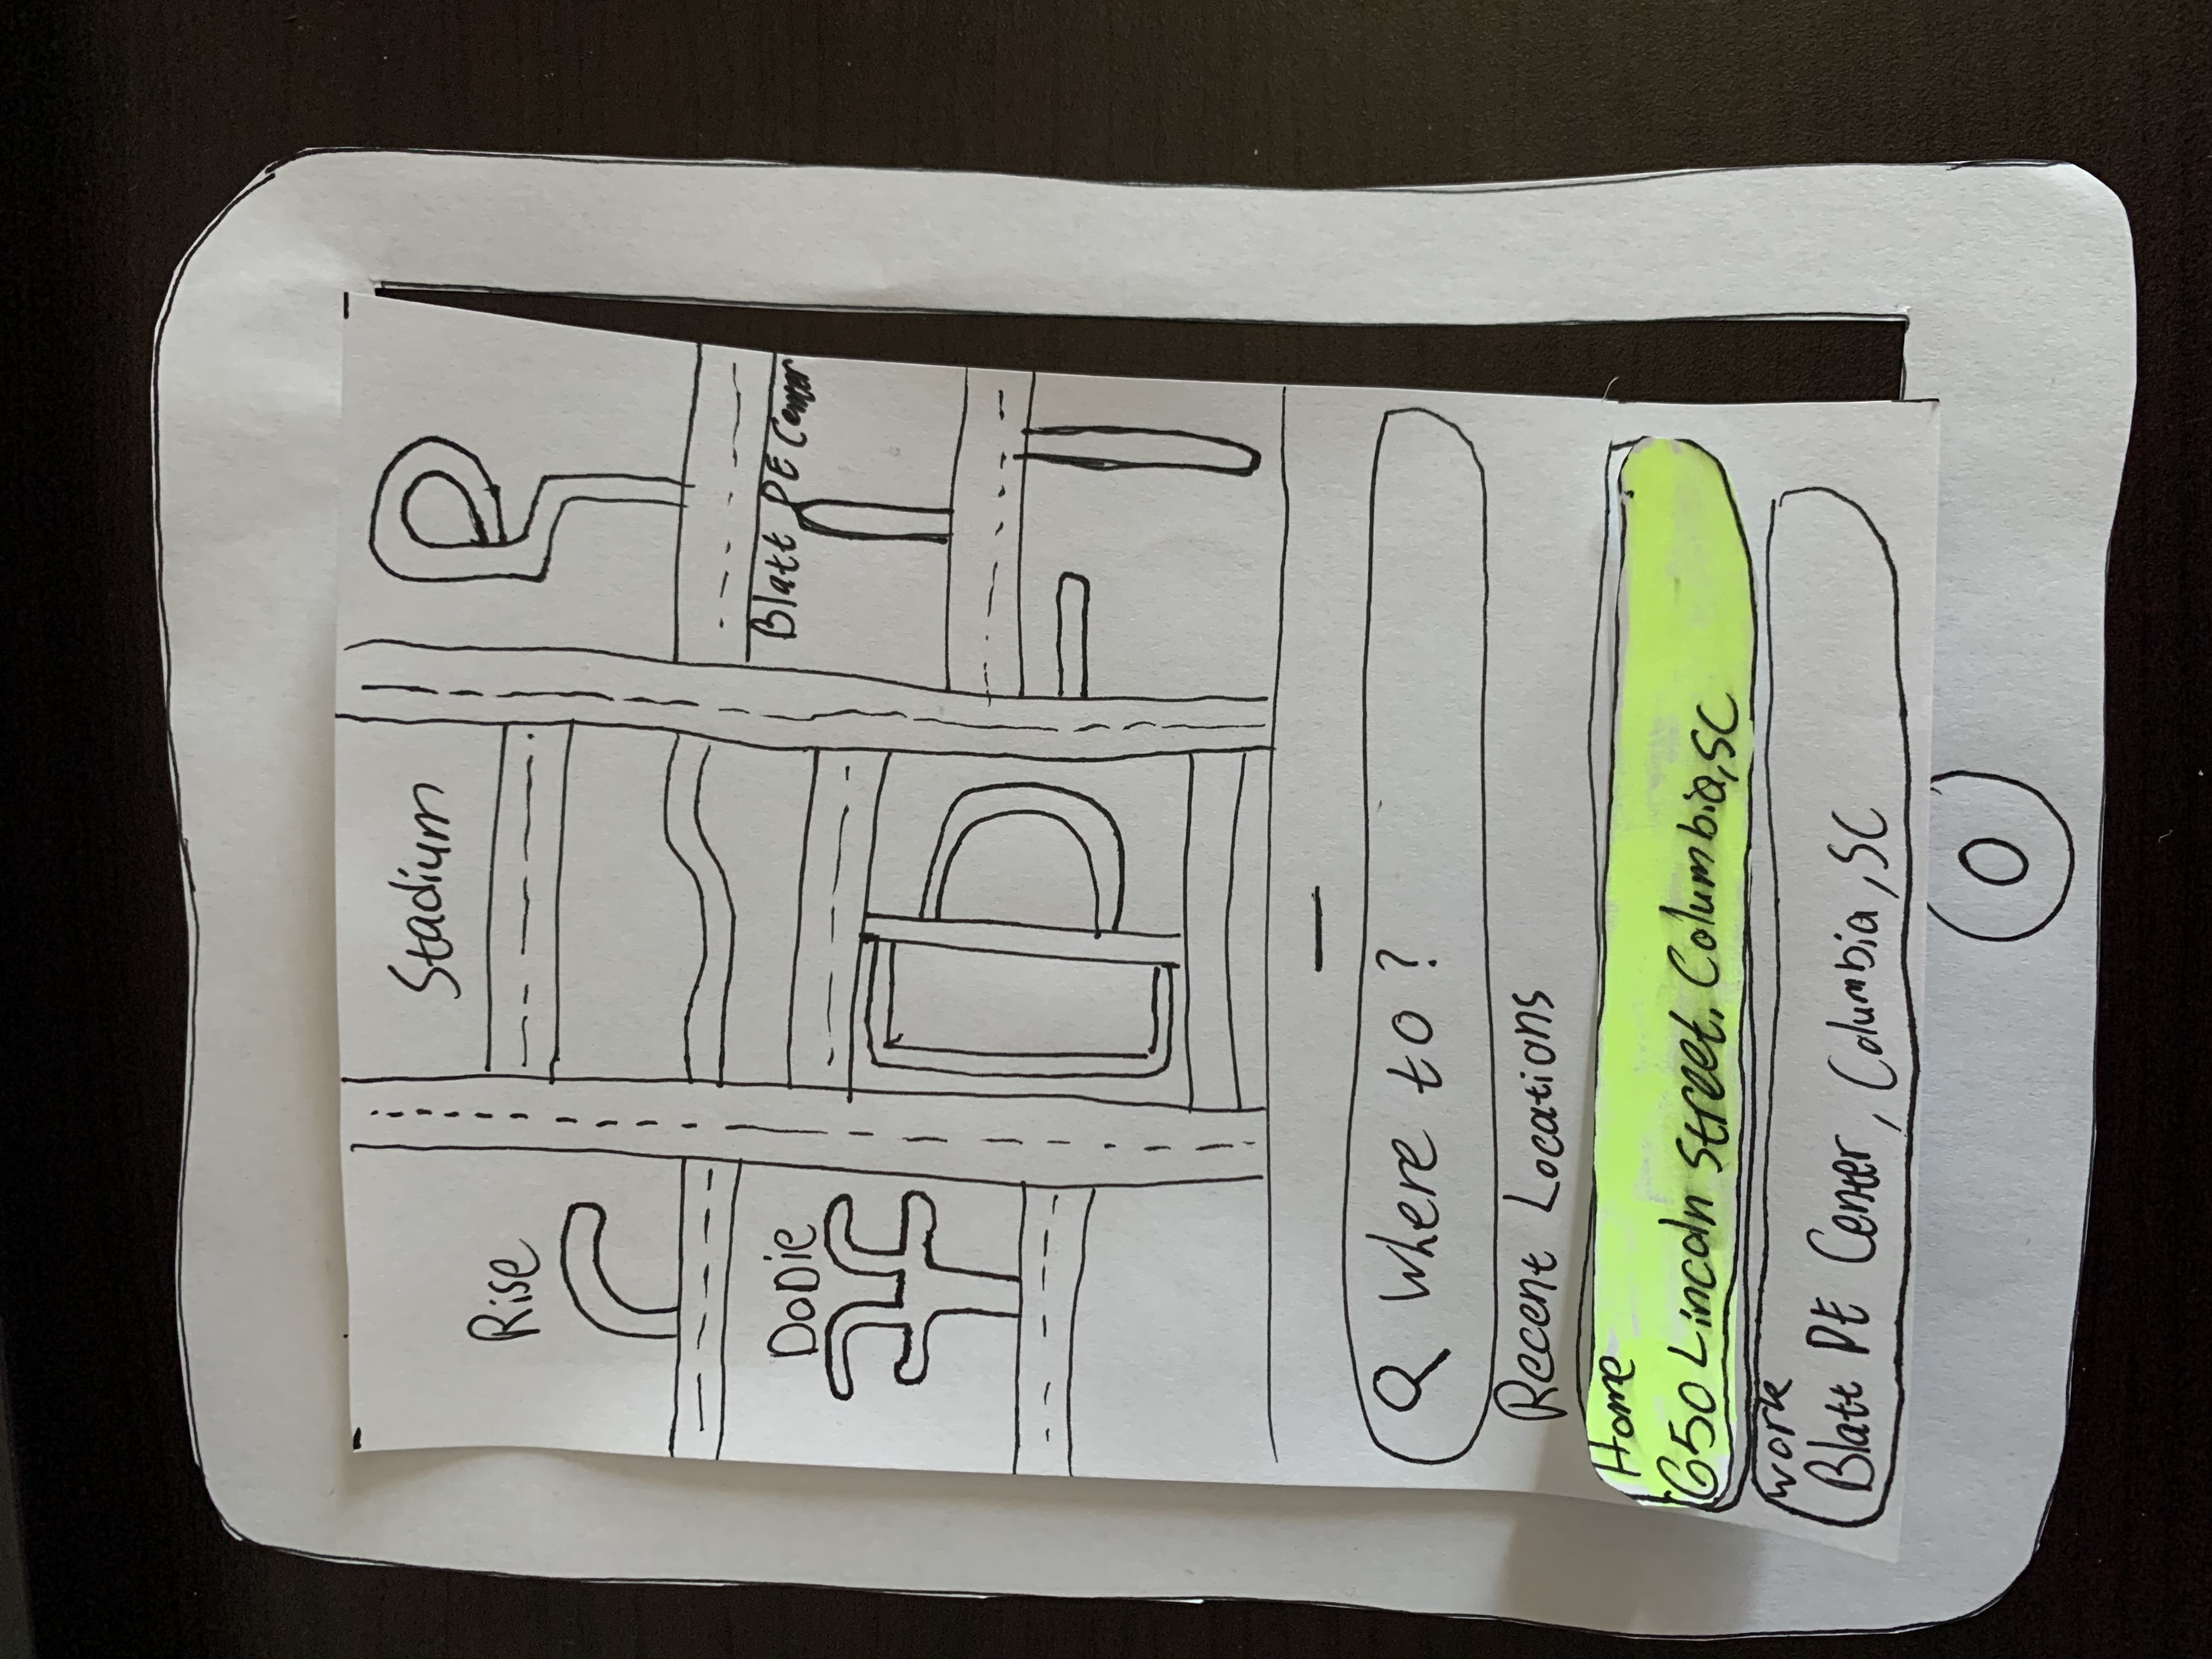 Rise
Stadium
Dobie
Blatt PE Center
Where to?
Recent Locations
Home
650 Lincoln Street, Columbia, SC
Work
Blatt PE Center, Columbia, SC